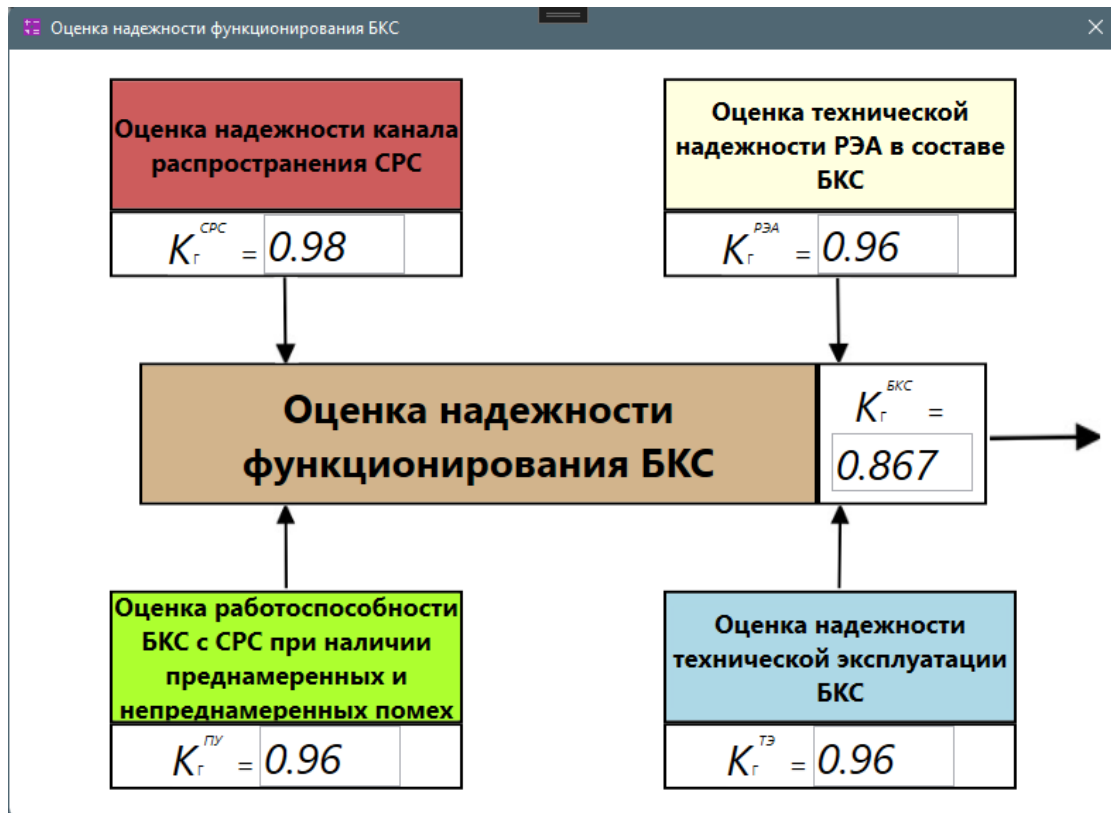 Оценка надежности функционирования БКС
Оценка надежности канала
распространения СРС
K г СРС = 0.98
Оценка технической
надежности РЭА в составе
БКС
K г РЭА = 0.96
Оценка надежности
функционирования БКС
K г БКС =
0.867
Оценка работоспособности
БКС с СРС при наличии
преднамеренных и
непреднамеренных помех
K г ПУ = 0.96
Оценка надежности
технической эксплуатации
БКС
K г ТЭ = 0.96